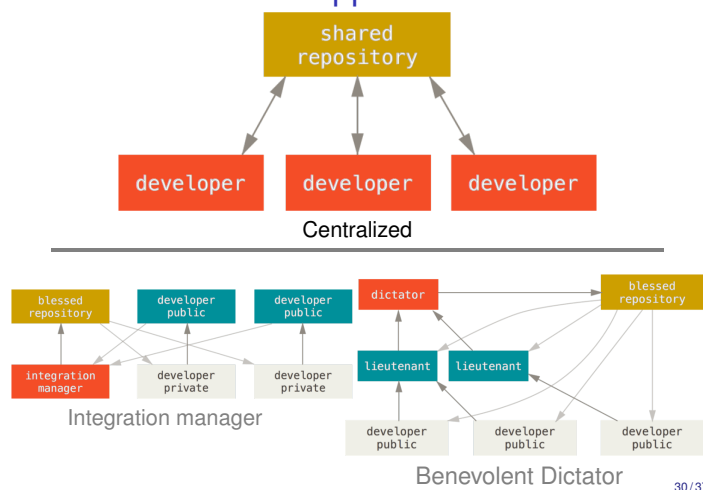 shared
repository
developer developer developer
Centralized
blessed
repository
developer
public
developer
public
integration
manager
developer
private
developer
private
Integration manager
dictator
blessed
repository
lieutenant lieutenant
developer
public
developer
public
developer
public
Benevolent Dictator